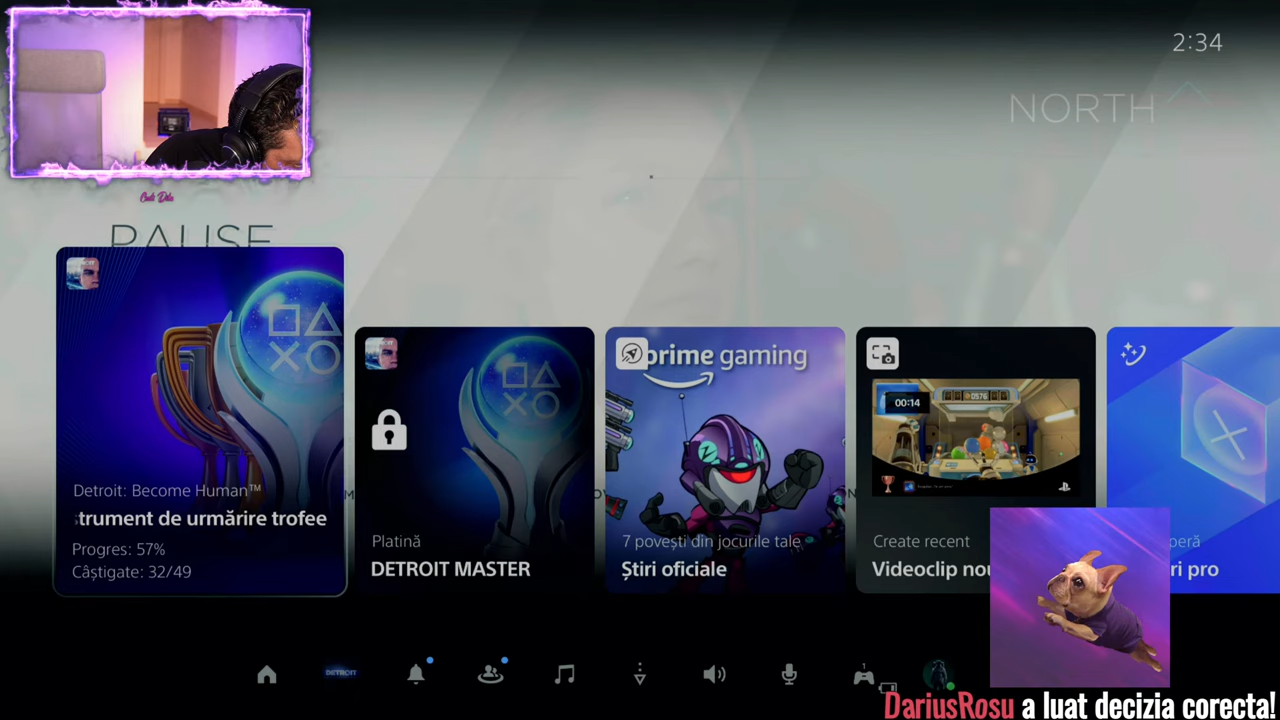 2:34
NORTH
PAUSE
Detroit: Become Human™
trument de urmărire trofee
Progres: 57%
Câștigate: 32/49
Platină
DETROIT MASTER
prime gaming
7 povești din jocurile tale
Știri oficiale
00:14
Create recent
Videoclip nou
ri pro
DETROIT
1
DariusRosu a luat decizia corecta!